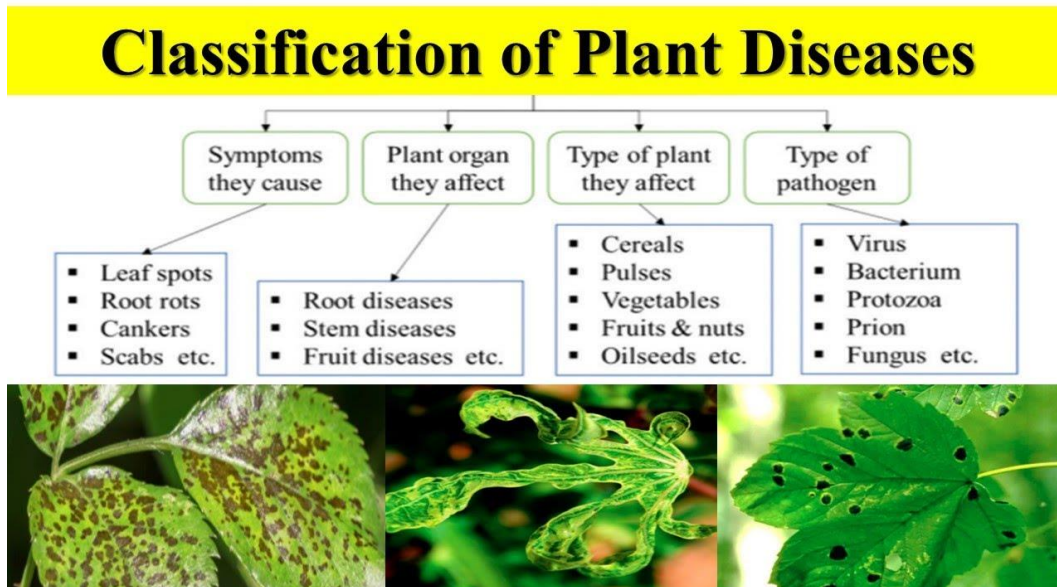 Classification of Plant Diseases
Symptoms
they cause
Plant organ
they affect
Type of plant
they affect
Type of
pathogen
▪ Leaf spots
▪ Root rots
▪ Cankers
▪ Scabs etc.
▪ Root diseases
▪ Stem diseases
▪ Fruit diseases etc.
▪ Cereals
▪ Pulses
▪ Vegetables
▪ Fruits & nuts
▪ Oilseeds etc.
▪ Virus
▪ Bacterium
▪ Protozoa
▪ Prion
▪ Fungus etc.